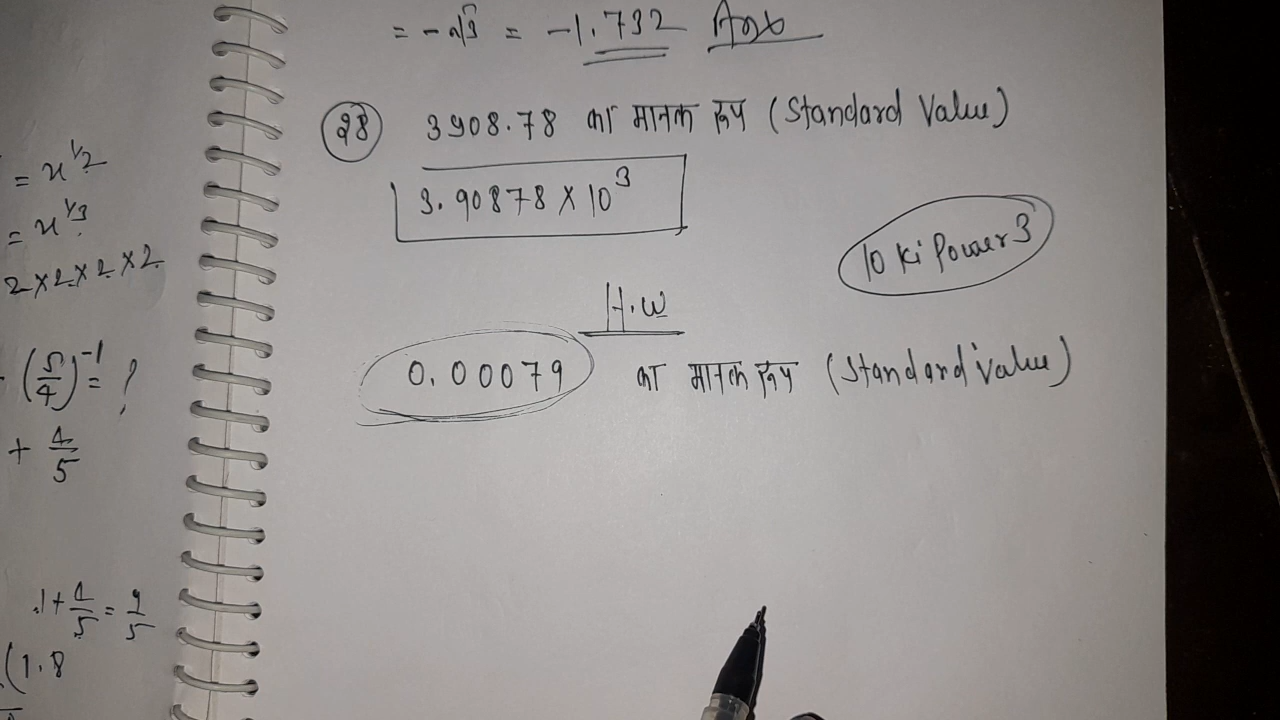 = -√3 = -1.732 Ans
28 3908.78 का मानक रूप (Standard Value)
3.90878 X 10³
10 ki Power 3
H.W
0.00079 का मानक रूप (Standard Value)
= x^1/2
= x^1/3
2 x 2 x 2 x 2
(5/4)^-1 = ?
+ 4/5
1 + 4/5 = 9/5
(1.8